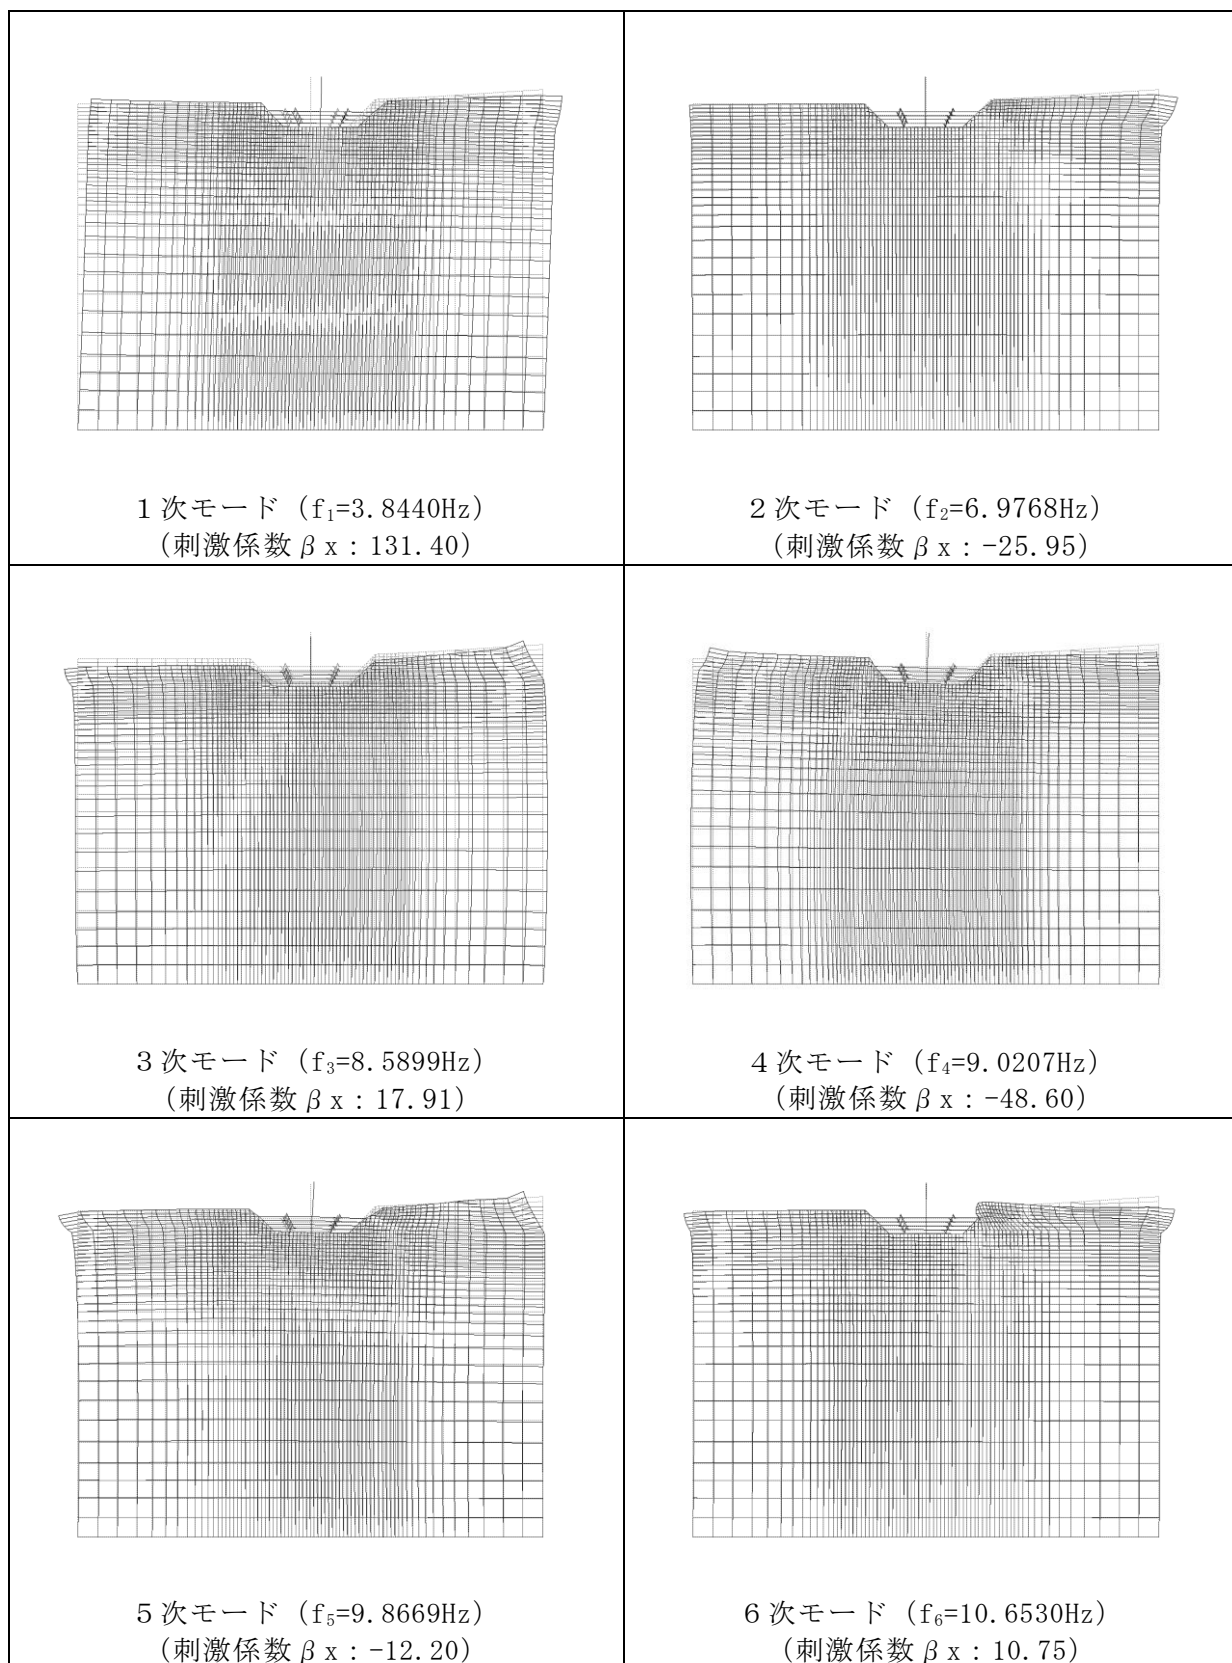 1次モード (f₁=3.8440Hz)
(刺激係数βx：131.40)
2次モード (f₂=6.9768Hz)
(刺激係数βx：-25.95)
3次モード (f₃=8.5899Hz)
(刺激係数βx：17.91)
4次モード (f₄=9.0207Hz)
(刺激係数βx：-48.60)
5次モード (f₅=9.8669Hz)
(刺激係数βx：-12.20)
6次モード (f₆=10.6530Hz)
(刺激係数βx：10.75)